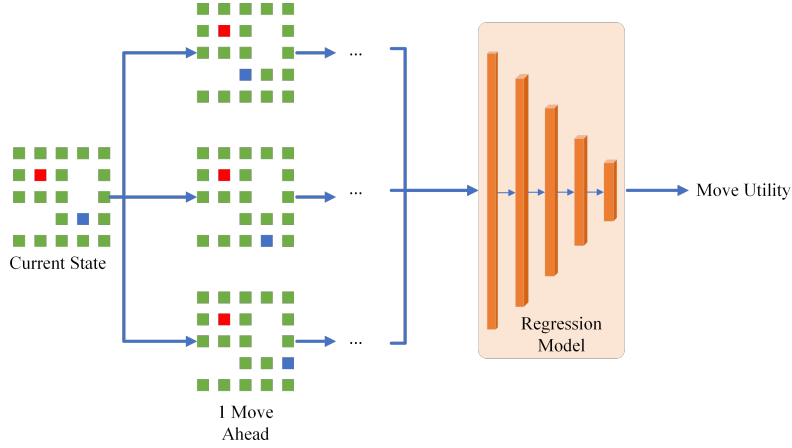 ...
Current State
...
...
1 Move
Ahead
Regression
Model
Move Utility